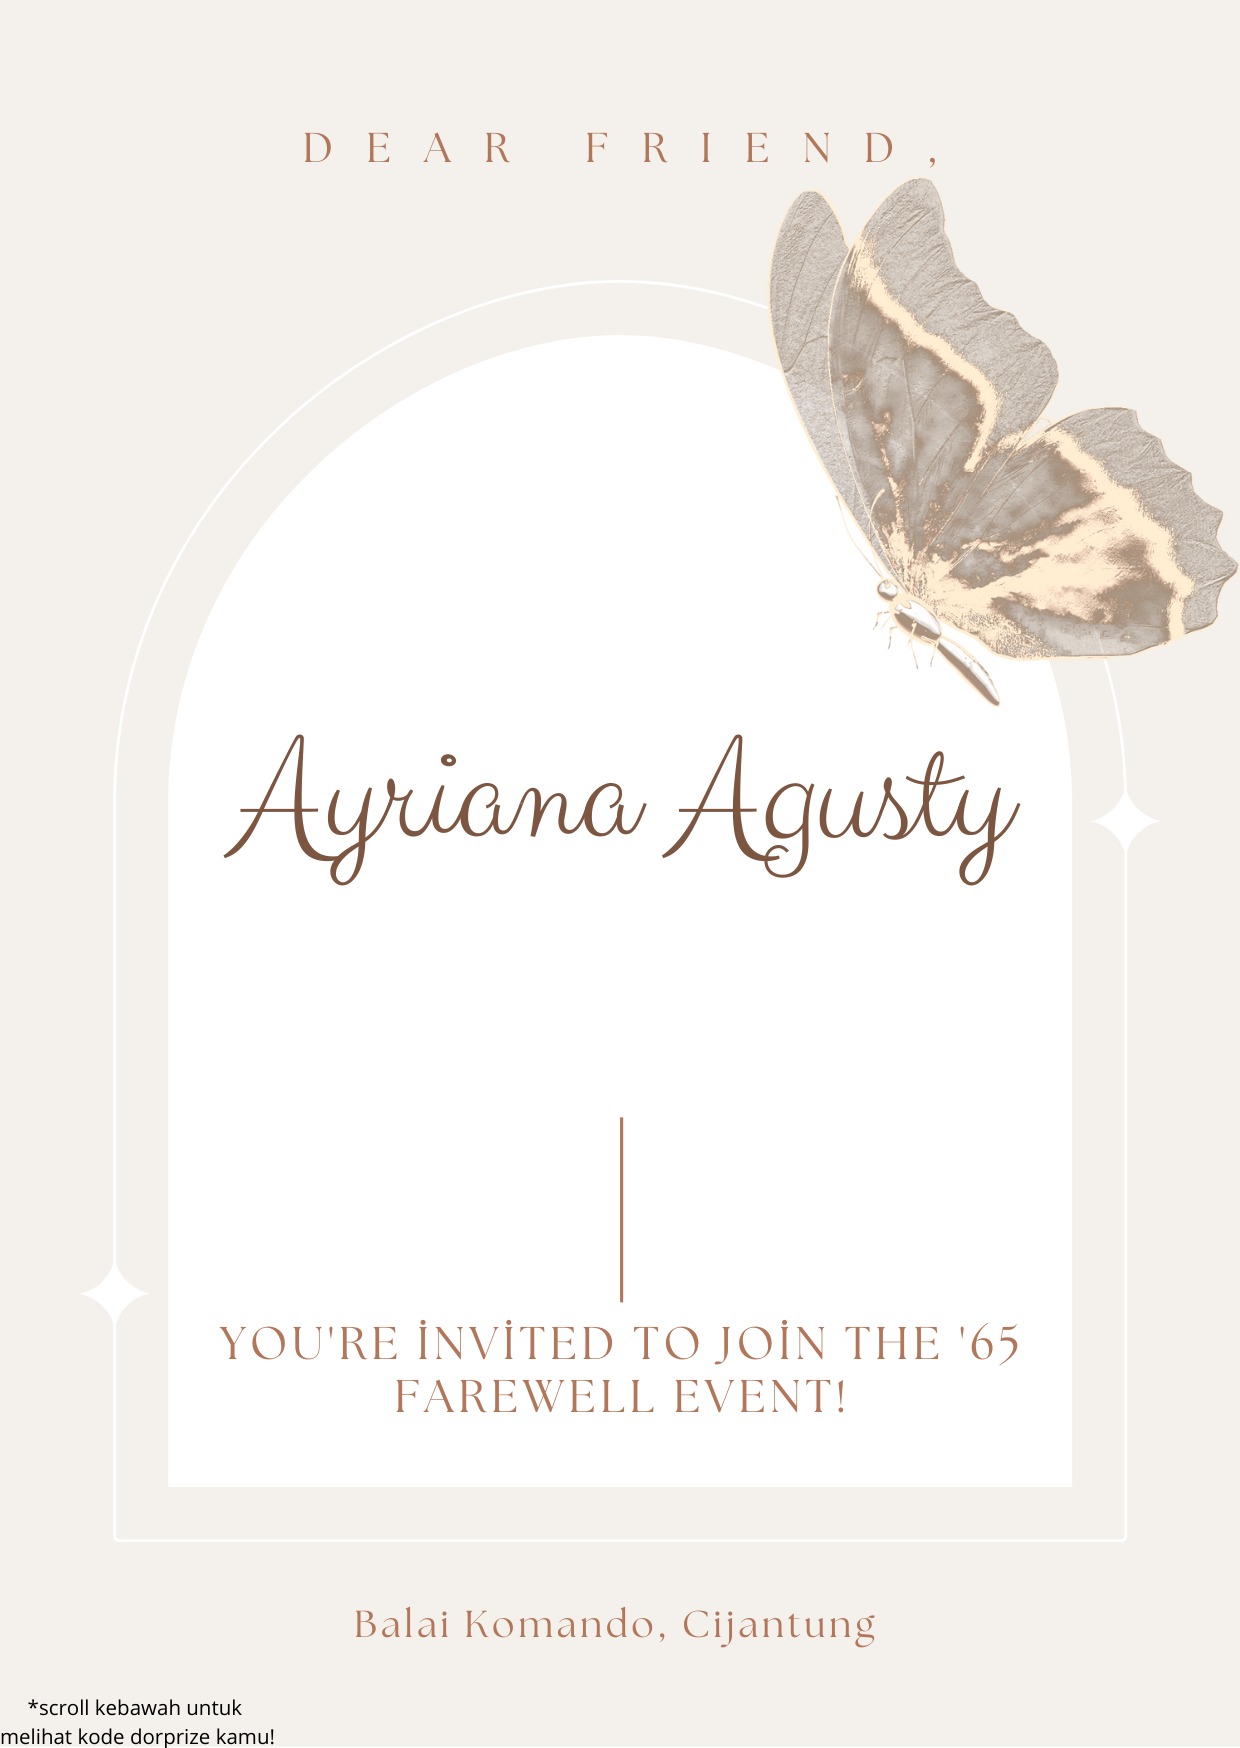 DEAR FRIEND,
Ayriana Agusty
YOU'RE İNVİTED TO JOİN THE '65
FAREWELL EVENT!
Balai Komando, Cijantung
*scroll kebawah untuk
melihat kode dorprize kamu!